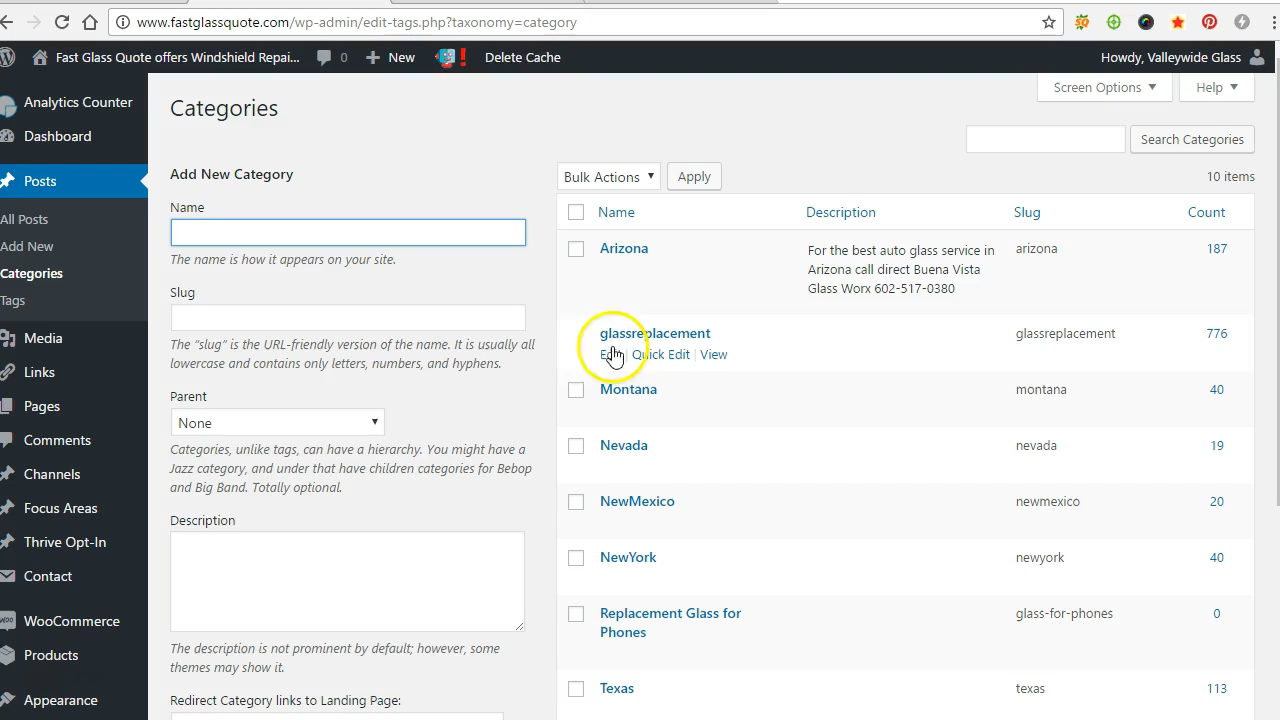 www.fastglassquote.com/wp-admin/edit-tags.php?taxonomy=category
Fast Glass Quote offers Windshield Repai... 0 New ! Delete Cache Howdy, Valleywide Glass
Analytics Counter
Dashboard
Posts
All Posts
Add New
Categories
Tags
Media
Links
Pages
Comments
Channels
Focus Areas
Thrive Opt-In
Contact
WooCommerce
Products
Appearance
Screen Options Help
Categories
Search Categories
Add New Category
Name
The name is how it appears on your site.
Slug
The "slug" is the URL-friendly version of the name. It is usually all
lowercase and contains only letters, numbers, and hyphens.
Parent
None
Categories, unlike tags, can have a hierarchy. You might have a
Jazz category, and under that have children categories for Bebop
and Big Band. Totally optional.
Description
The description is not prominent by default; however, some
themes may show it.
Redirect Category links to Landing Page:
Bulk Actions Apply 10 items
Name Description Slug Count
Arizona For the best auto glass service in arizona 187
Arizona call direct Buena Vista
Glass Worx 602-517-0380
glassreplacement glassreplacement 776
Quick Edit | View
Montana montana 40
Nevada nevada 19
NewMexico newmexico 20
NewYork newyork 40
Replacement Glass for glass-for-phones 0
Phones
Texas texas 113